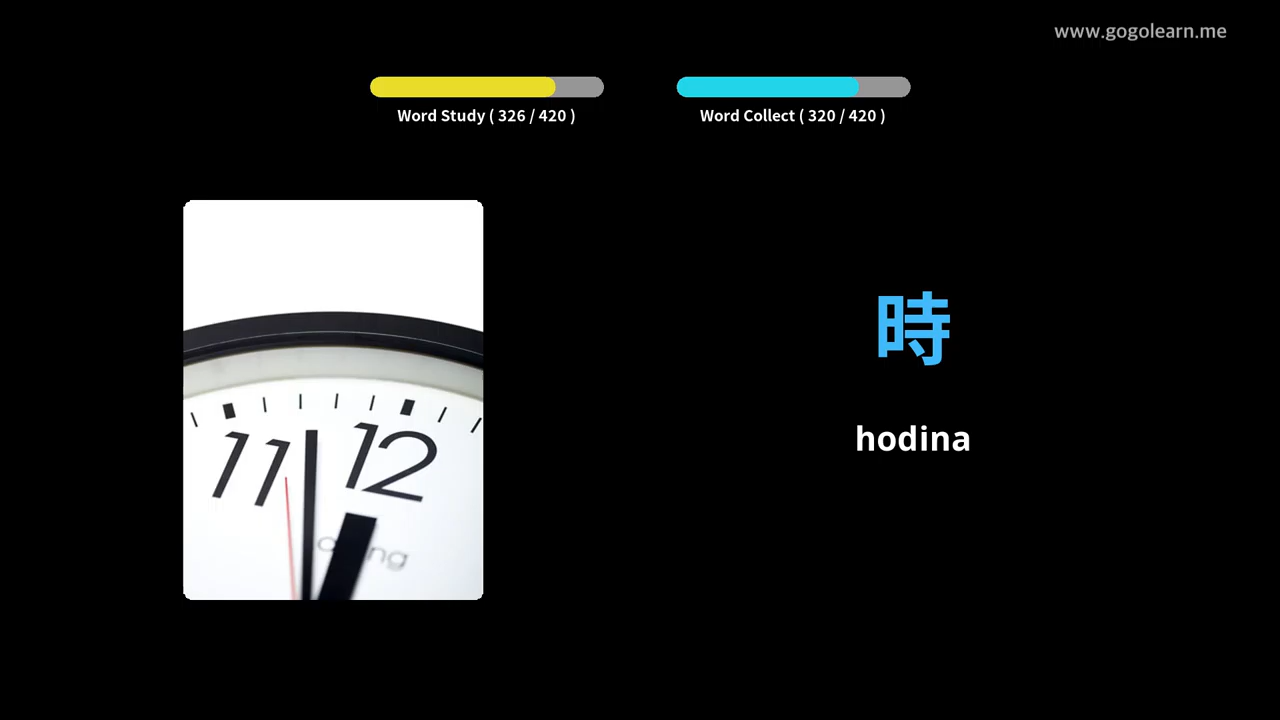 www.gogolearn.me
Word Study ( 326 / 420 )
Word Collect ( 320 / 420 )
時
hodina
11 12